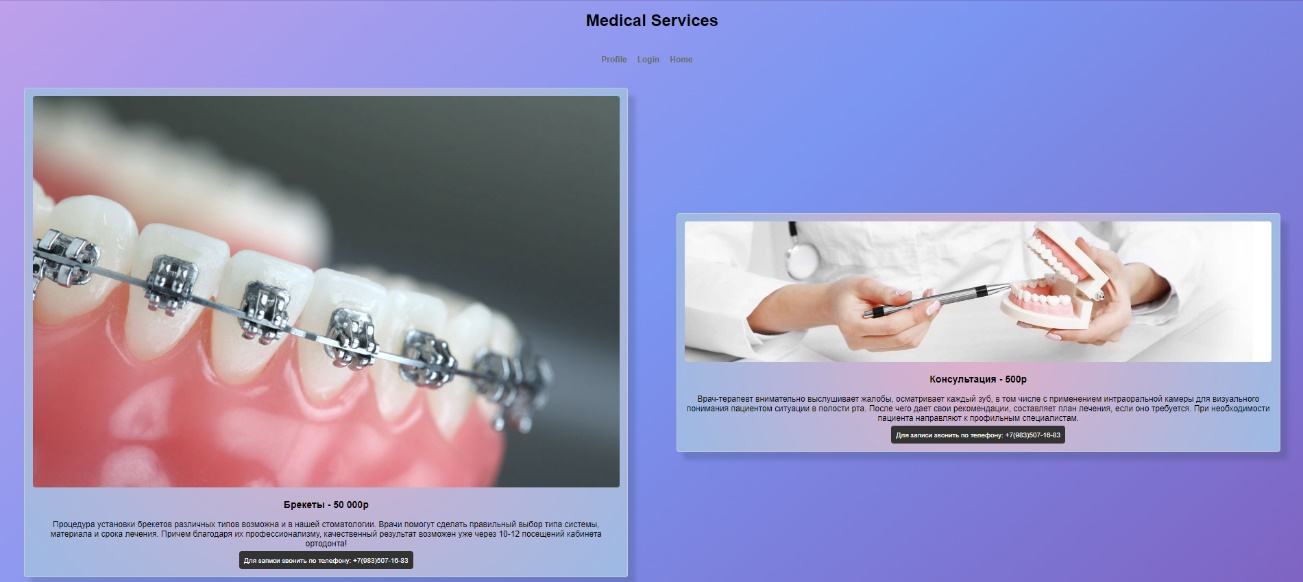 Medical Services
Profile Login Home
Брекеты - 50 000р
Процедура установки брекетов различных типов возможна и в нашей стоматологии. Врачи помогут сделать правильный выбор типа системы,
материала и срока лечения. Причем благодаря их профессионализму, качественный результат возможен уже через 10-12 посещений кабинета
ортодонта!
Для записи звонить по телефону: +7(983)507-16-83
Консультация - 500р
Врач-терапевт внимательно выслушивает жалобы, осматривает каждый зуб, в том числе с применением интраоральной камеры для визуального
понимания пациентом ситуации в полости рта. После чего дает свои рекомендации, составляет план лечения, если оно требуется. При необходимости
пациента направляют к профильным специалистам.
Для записи звонить по телефону: +7(983)507-16-83